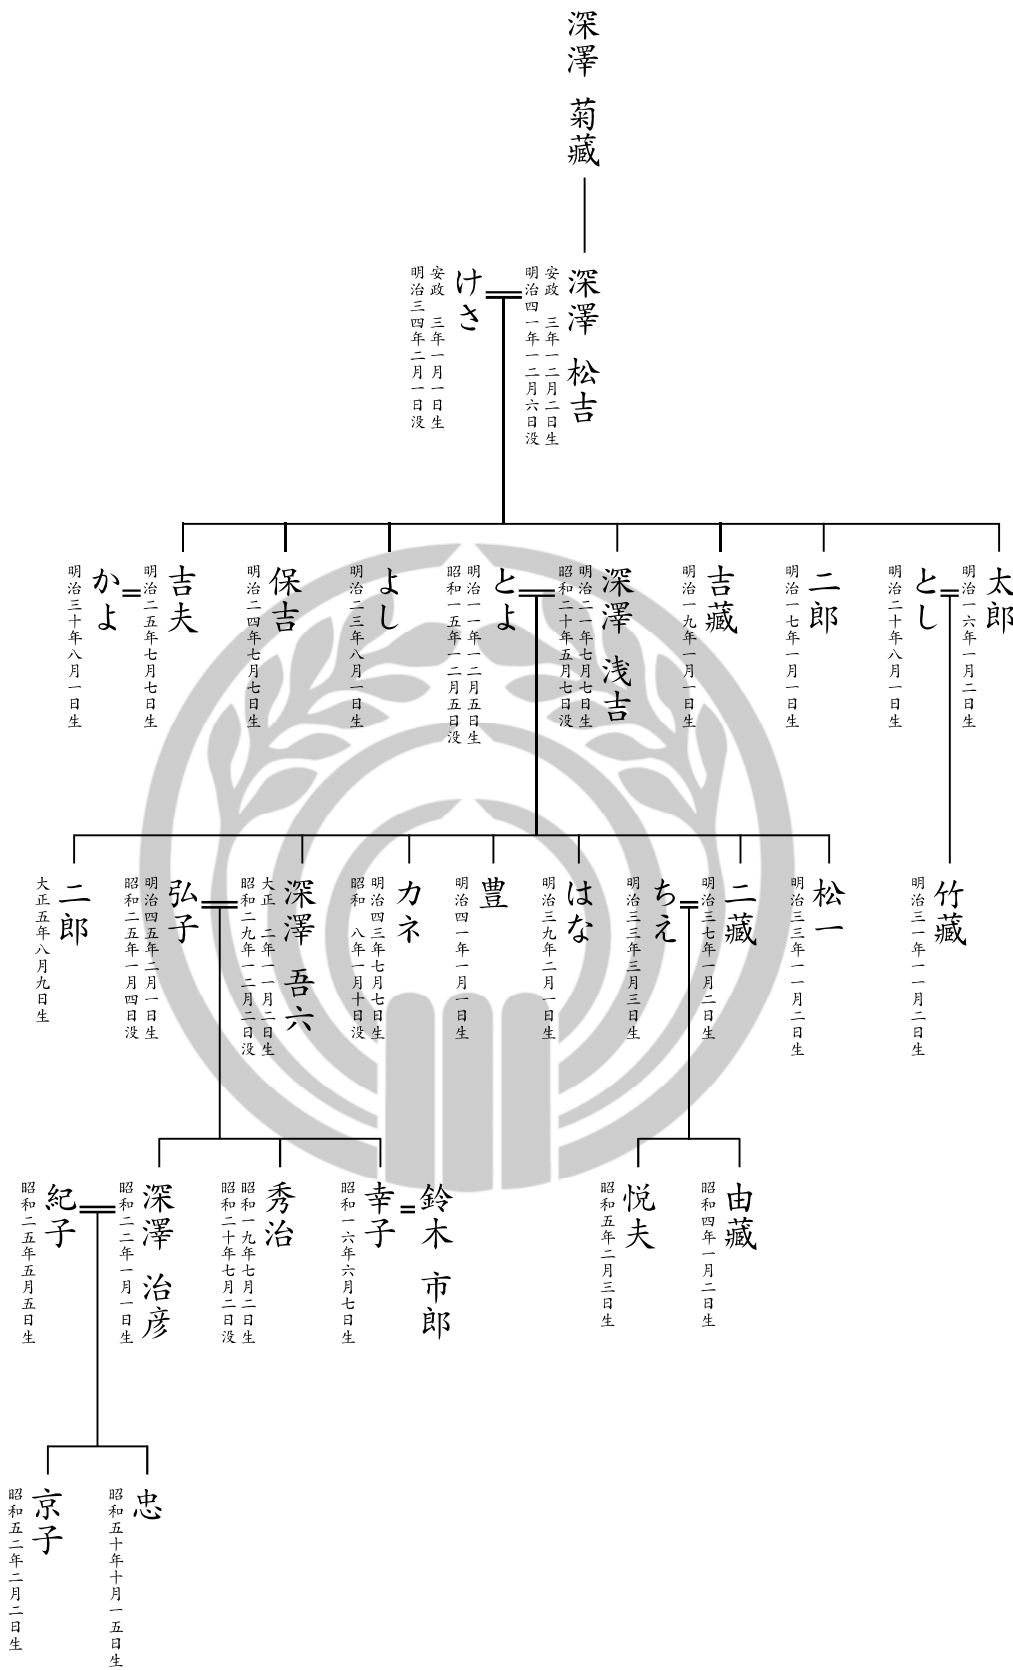 深澤 菊藏
深澤 松吉
安政 三年一二月二日生
明治四一年一二月六日没
けさ
安政 三年一月一日生
明治三四年二月一日没
太郎
明治一六年一月二日生
とし
明治二十年八月一日生
二郎
明治一七年一月一日生
吉藏
明治一九年一月一日生
深澤 浅吉
明治二一年七月七日生
昭和二十年五月七日没
とよ
明治一一年一二月五日生
昭和一五年一二月五日没
よし
明治二三年八月一日生
保吉
明治二四年七月七日生
吉夫
明治二五年七月七日生
かよ
明治三十年八月一日生
竹藏
明治三一年一一月二日生
松一
明治三三年一一月二日生
二藏
明治三七年一月二日生
ちえ
明治三三年三月三日生
はな
明治三九年二月一日生
豊
明治四一年一月一日生
カネ
明治四三年七月七日生
昭和 八年一月十日没
深澤 吾六
大正 二年一一月二日生
昭和二九年一二月二日没
弘子
明治四五年二月一日生
昭和二五年一月四日没
二郎
大正五年八月九日生
由藏
昭和四年一月二日生
悦夫
昭和五年二月三日生
鈴木 市郎
幸子
昭和一六年六月七日生
秀治
昭和一九年七月二日生
昭和二十年七月二日没
深澤 治彦
昭和二二年一月一日生
紀子
昭和二五年五月五日生
忠
昭和五十年十月一五日生
京子
昭和五二年二月二日生